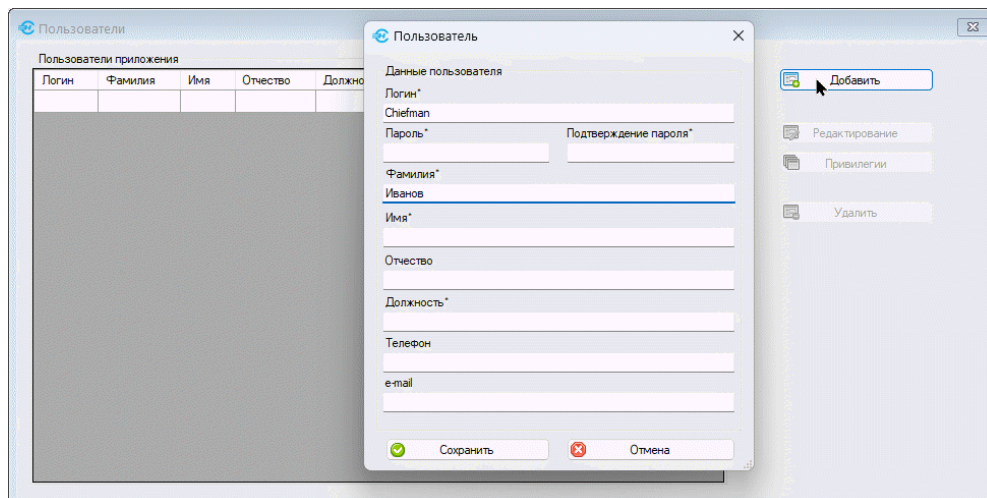 Пользователи
Пользователи приложения
Логин Фамилия Имя Отчество Должно
Пользователь
Данные пользователя
Логин*
Chiefman
Пароль* Подтверждение пароля*
Фамилия*
Иванов
Имя*
Отчество
Должность*
Телефон
e-mail
Сохранить Отмена
Добавить
Редактирование
Привилегии
Удалить